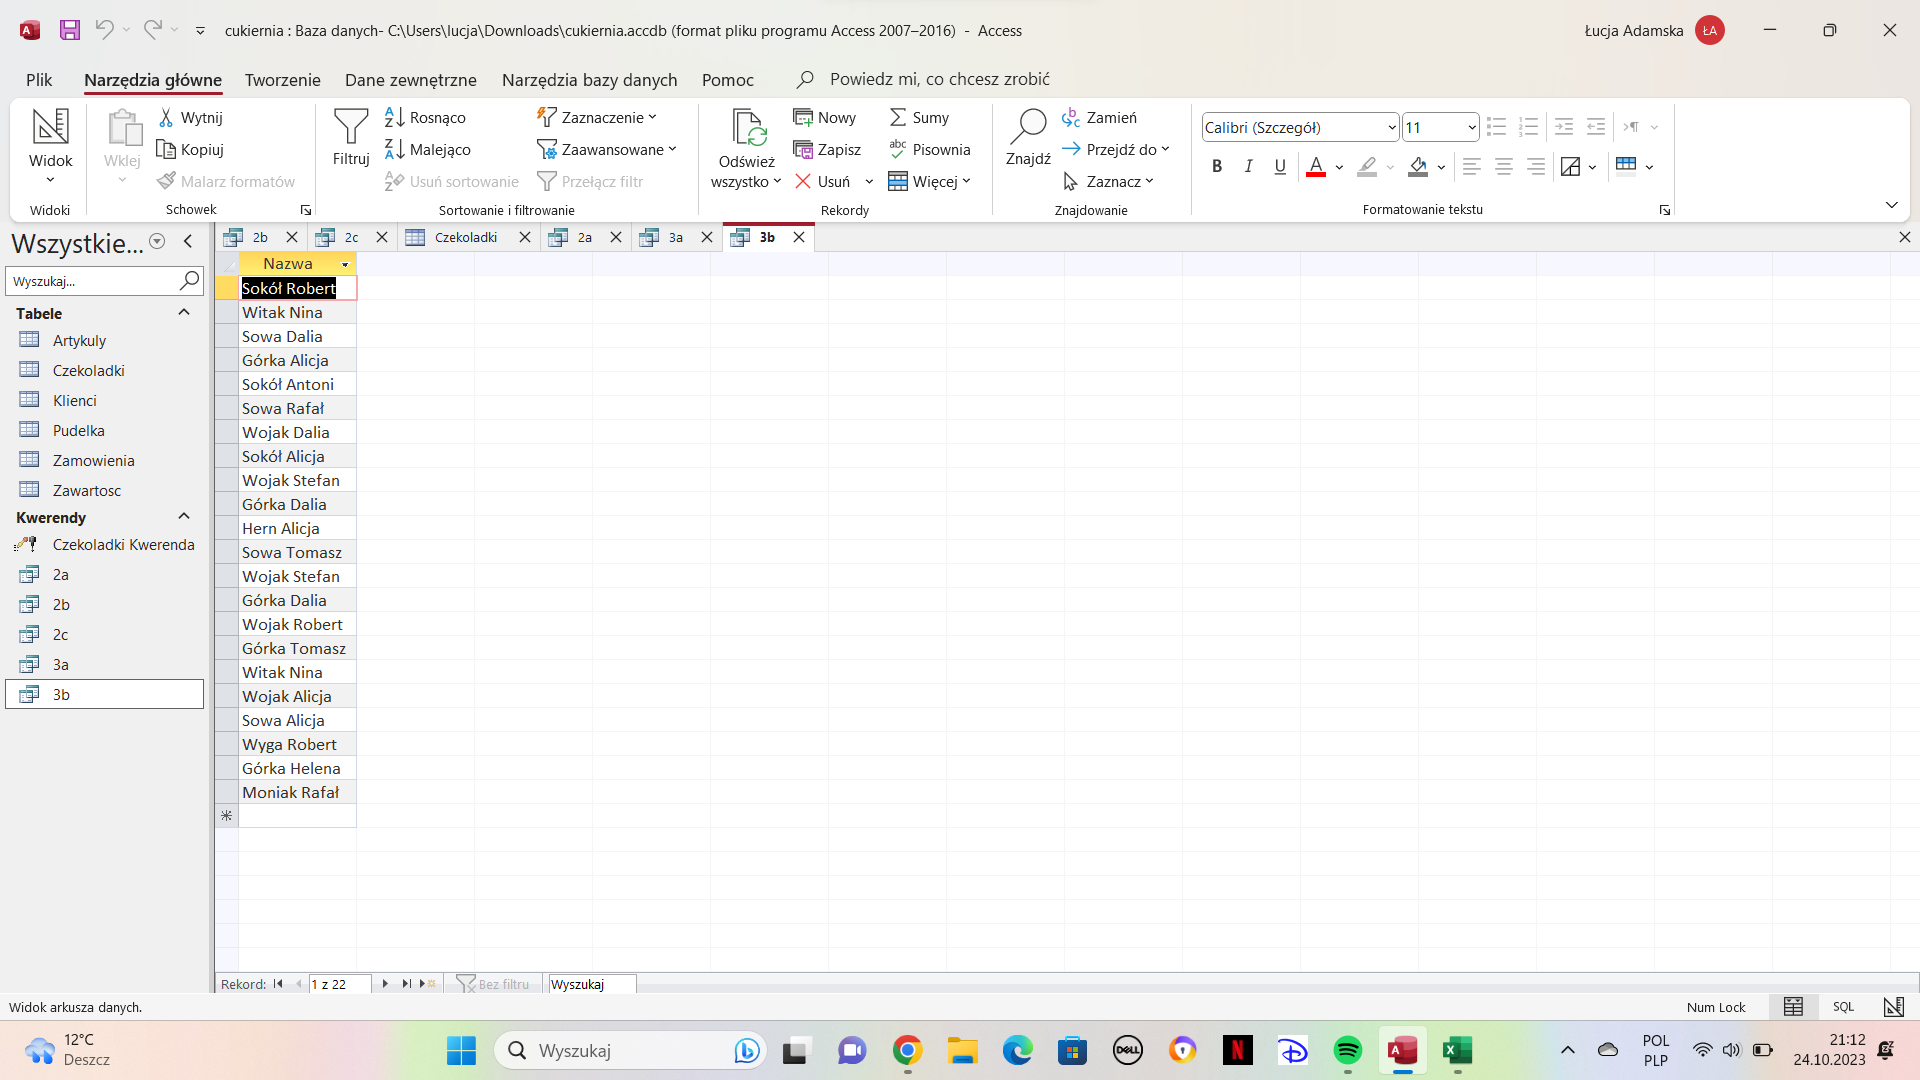 cukiernia : Baza danych- C:\Users\lucja\Downloads\cukiernia.accdb (format pliku programu Access 2007–2016) - Access
Łucja Adamska
ŁA
Plik
Narzędzia główne
Tworzenie
Dane zewnętrzne
Narzędzia bazy danych
Pomoc
Powiedz mi, co chcesz zrobić
Widok
Widoki
Wklej
Wytnij
Kopiuj
Malarz formatów
Schowek
Filtruj
Rosnąco
Malejąco
Usuń sortowanie
Zaznaczenie
Zaawansowane
Przełącz filtr
Sortowanie i filtrowanie
Odśwież
wszystko
Nowy
Zapisz
Usuń
Sumy
Pisownia
Więcej
Rekordy
Znajdź
Zamień
Przejdź do
Zaznacz
Znajdowanie
Calibri (Szczegół)
11
B I U A
Formatowanie tekstu
Wszystkie...
Wyszukaj...
Tabele
Artykuly
Czekoladki
Klienci
Pudelka
Zamowienia
Zawartosc
Kwerendy
Czekoladki Kwerenda
2a
2b
2c
3a
3b
2b
2c
Czekoladki
2a
3a
3b
Nazwa
Sokół Robert
Witak Nina
Sowa Dalia
Górka Alicja
Sokół Antoni
Sowa Rafał
Wojak Dalia
Sokół Alicja
Wojak Stefan
Górka Dalia
Hern Alicja
Sowa Tomasz
Wojak Stefan
Górka Dalia
Wojak Robert
Górka Tomasz
Witak Nina
Wojak Alicja
Sowa Alicja
Wyga Robert
Górka Helena
Moniak Rafał
Rekord:
1 z 22
Bez filtru
Wyszukaj
Widok arkusza danych.
Num Lock
SQL
12°C
Deszcz
Wyszukaj
POL
PLP
21:12
24.10.2023